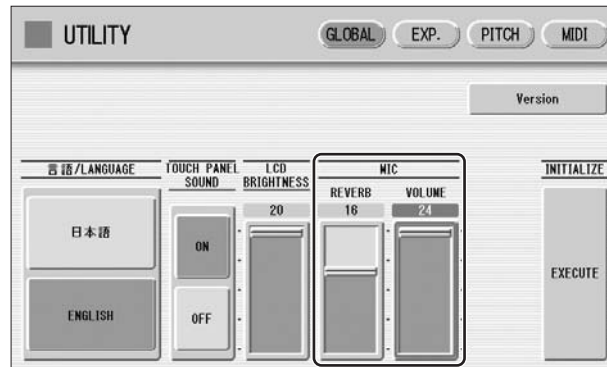 UTILITY GLOBAL EXP. PITCH MIDI
Version
言語/LANGUAGE
日本語
ENGLISH
TOUCH PANEL
SOUND
ON
OFF
LCD
BRIGHTNESS
20
MIC
REVERB VOLUME
16 24
INITIALIZE
EXECUTE